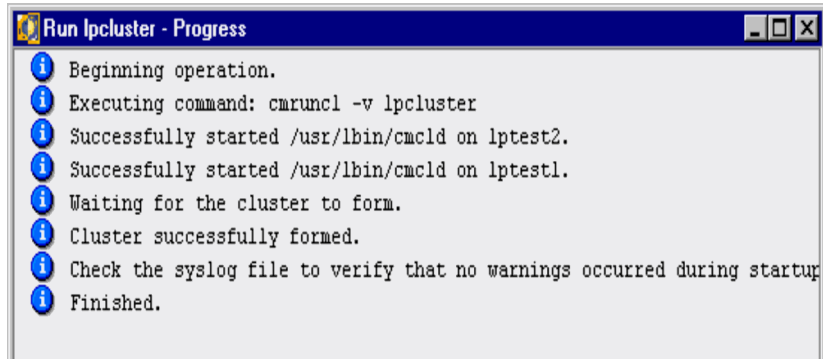 Run lpcluster - Progress
Beginning operation.
Executing command: cmruncl -v lpcluster
Successfully started /usr/lbin/cmcld on lptest2.
Successfully started /usr/lbin/cmcld on lptest1.
Waiting for the cluster to form.
Cluster successfully formed.
Check the syslog file to verify that no warnings occurred during startup
Finished.